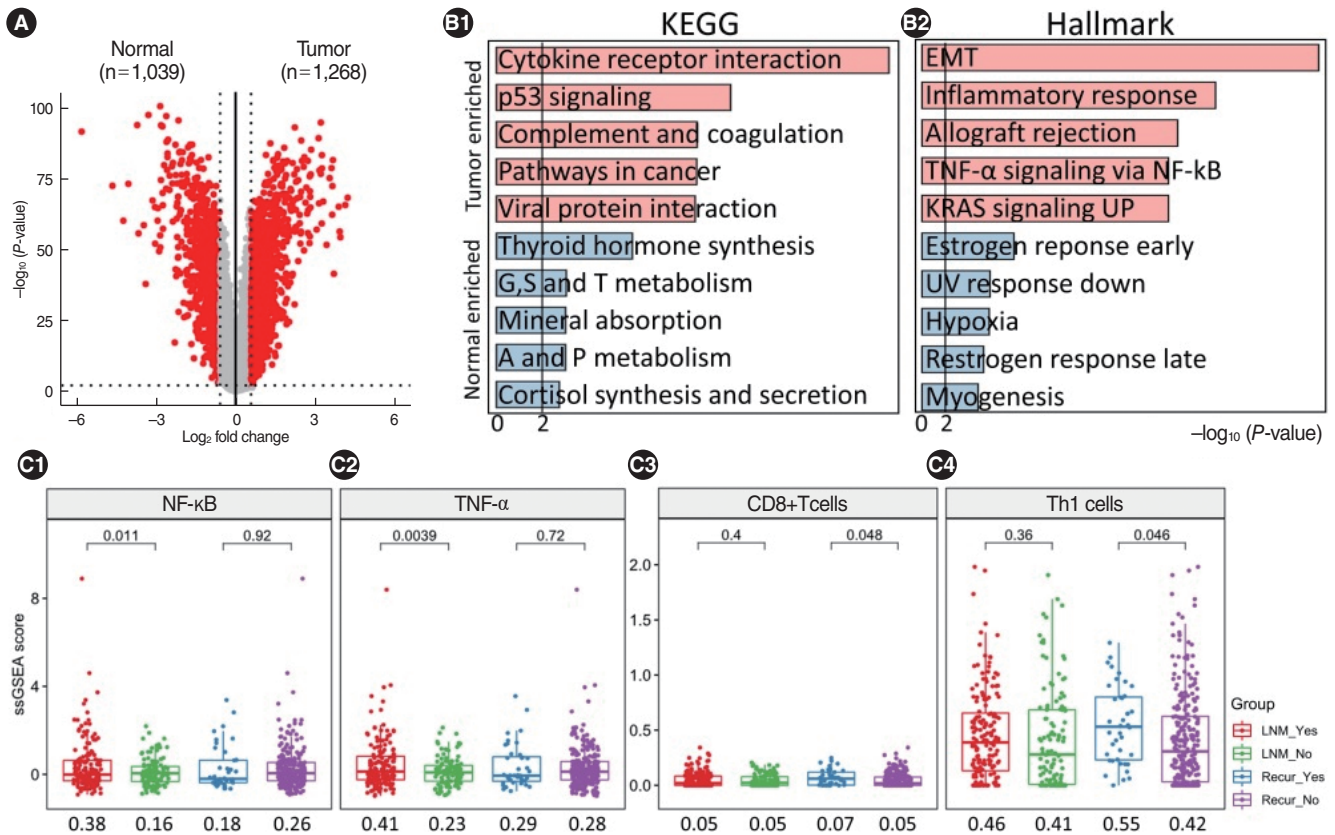 A
Normal
(n=1,039)
Tumor
(n=1,268)
–log₁₀ (P-value)
100
75
50
25
0
–6
–3
0
3
6
Log₂ fold change
B1
KEGG
Tumor enriched
Cytokine receptor interaction
p53 signaling
Complement and coagulation
Pathways in cancer
Viral protein interaction
Normal enriched
Thyroid hormone synthesis
G,S and T metabolism
Mineral absorption
A and P metabolism
Cortisol synthesis and secretion
0
2
B2
Hallmark
EMT
Inflammatory response
Allograft rejection
TNF-α signaling via NF-kB
KRAS signaling UP
Estrogen reponse early
UV response down
Hypoxia
Restrogen response late
Myogenesis
0
2
–log₁₀ (P-value)
C1
NF-κB
ssGSEA score
8
4
0
0.011
0.92
0.38
0.16
0.18
0.26
C2
TNF-α
0.0039
0.72
0.41
0.23
0.29
0.28
C3
CD8+Tcells
2.0
1.5
1.0
0.5
0.0
0.4
0.048
0.05
0.05
0.07
0.05
C4
Th1 cells
0.36
0.046
0.46
0.41
0.55
0.42
Group
LNM_Yes
LNM_No
Recur_Yes
Recur_No